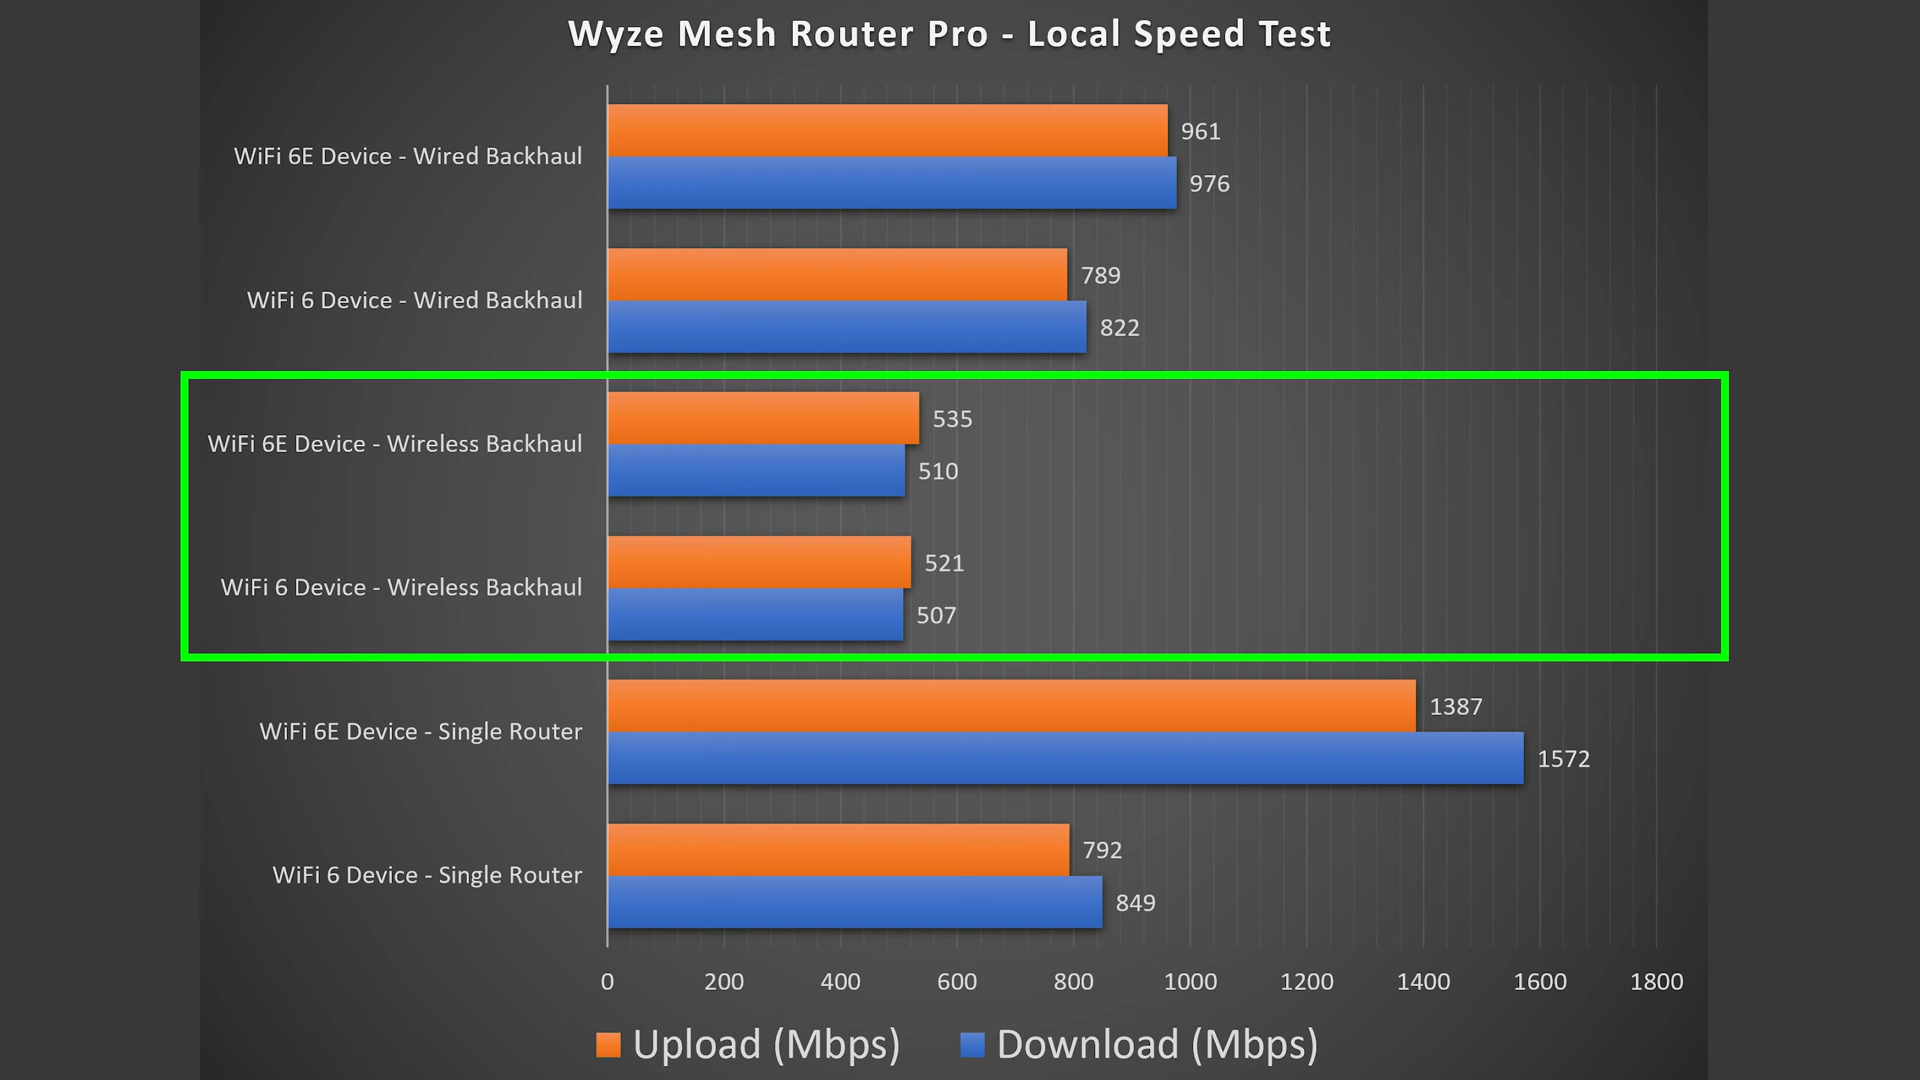 Wyze Mesh Router Pro - Local Speed Test
WiFi 6E Device - Wired Backhaul
961
976
WiFi 6 Device - Wired Backhaul
789
822
WiFi 6E Device - Wireless Backhaul
535
510
WiFi 6 Device - Wireless Backhaul
521
507
WiFi 6E Device - Single Router
1387
1572
WiFi 6 Device - Single Router
792
849
0 200 400 600 800 1000 1200 1400 1600 1800
Upload (Mbps) Download (Mbps)